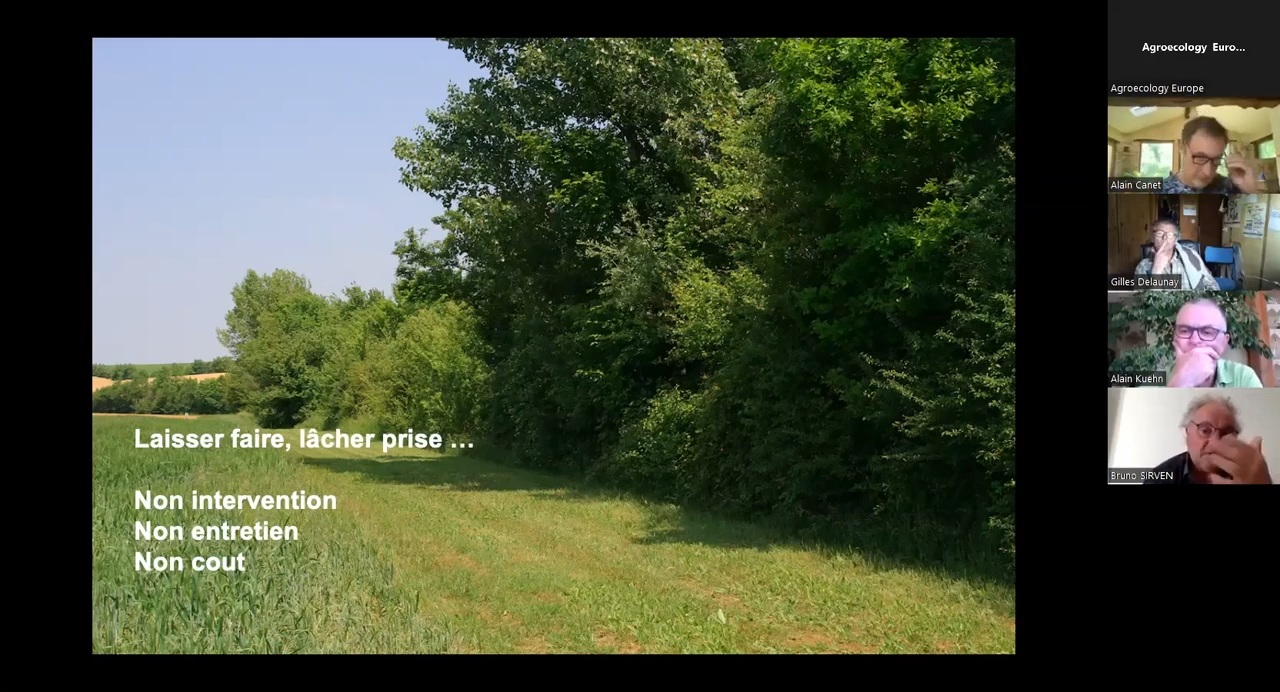 Laisser faire, lâcher prise ...
Non intervention
Non entretien
Non cout
Agroecology Euro...
Agroecology Europe
Alain Canet
Gilles Delaunay
Alain Kuehn
Bruno SIRVEN